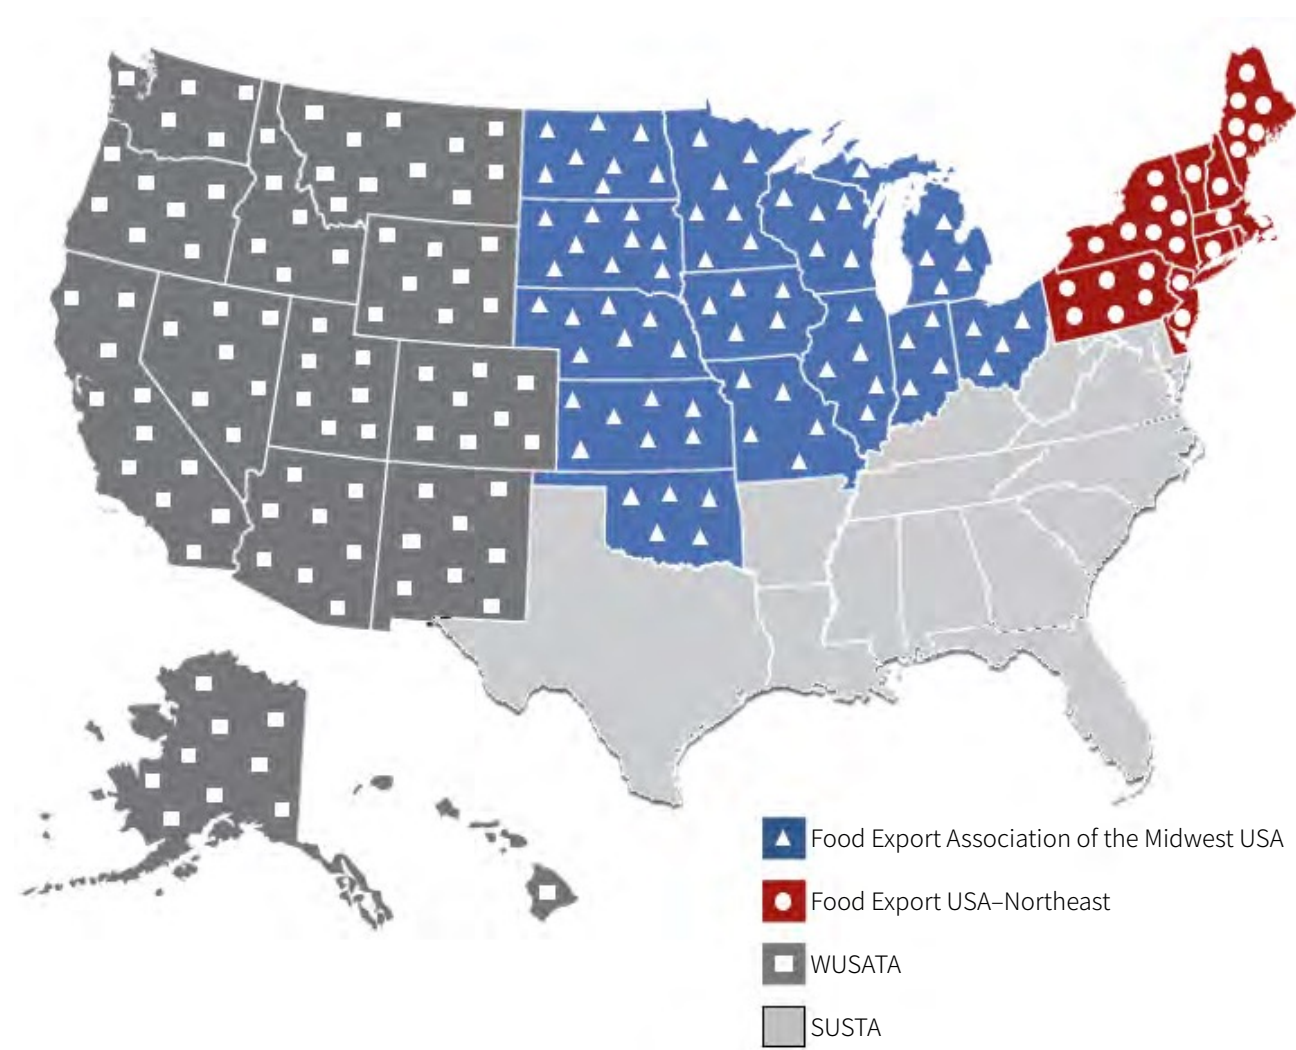 Food Export Association of the Midwest USA
Food Export USA–Northeast
WUSATA
SUSTA